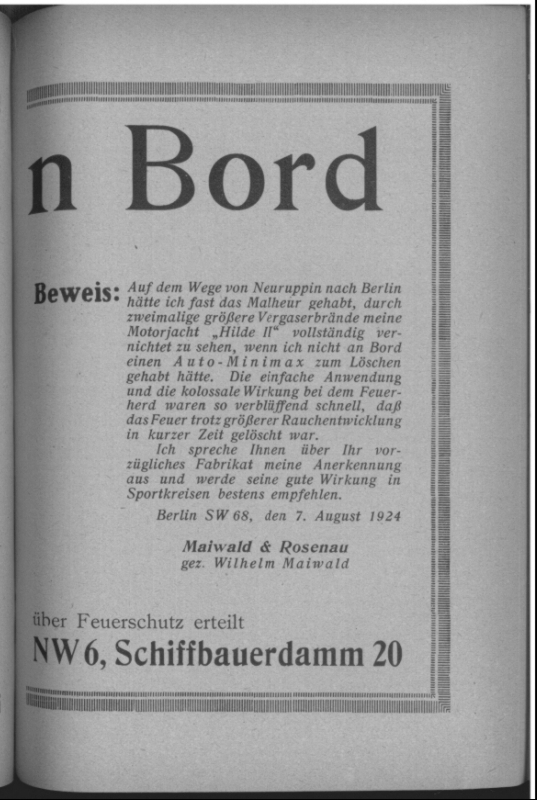 n Bord
Beweis: Auf dem Wege von Neuruppin nach Berlin
hätte ich fast das Malheur gehabt, durch
zweimalige größere Vergaserbrände meine
Motorjacht „Hilde II“ vollständig ver-
nichtet zu sehen, wenn ich nicht an Bord
einen Auto-Minimax zum Löschen
gehabt hätte. Die einfache Anwendung
und die kolossale Wirkung bei dem Feuer-
herd waren so verblüffend schnell, daß
das Feuer trotz größerer Rauchentwicklung
in kurzer Zeit gelöscht war.
Ich spreche Ihnen über Ihr vor-
zügliches Fabrikat meine Anerkennung
aus und werde seine gute Wirkung in
Sportkreisen bestens empfehlen.
Berlin SW 68, den 7. August 1924
Maiwald & Rosenau
gez. Wilhelm Maiwald
über Feuerschutz erteilt
NW 6, Schiffbauerdamm 20